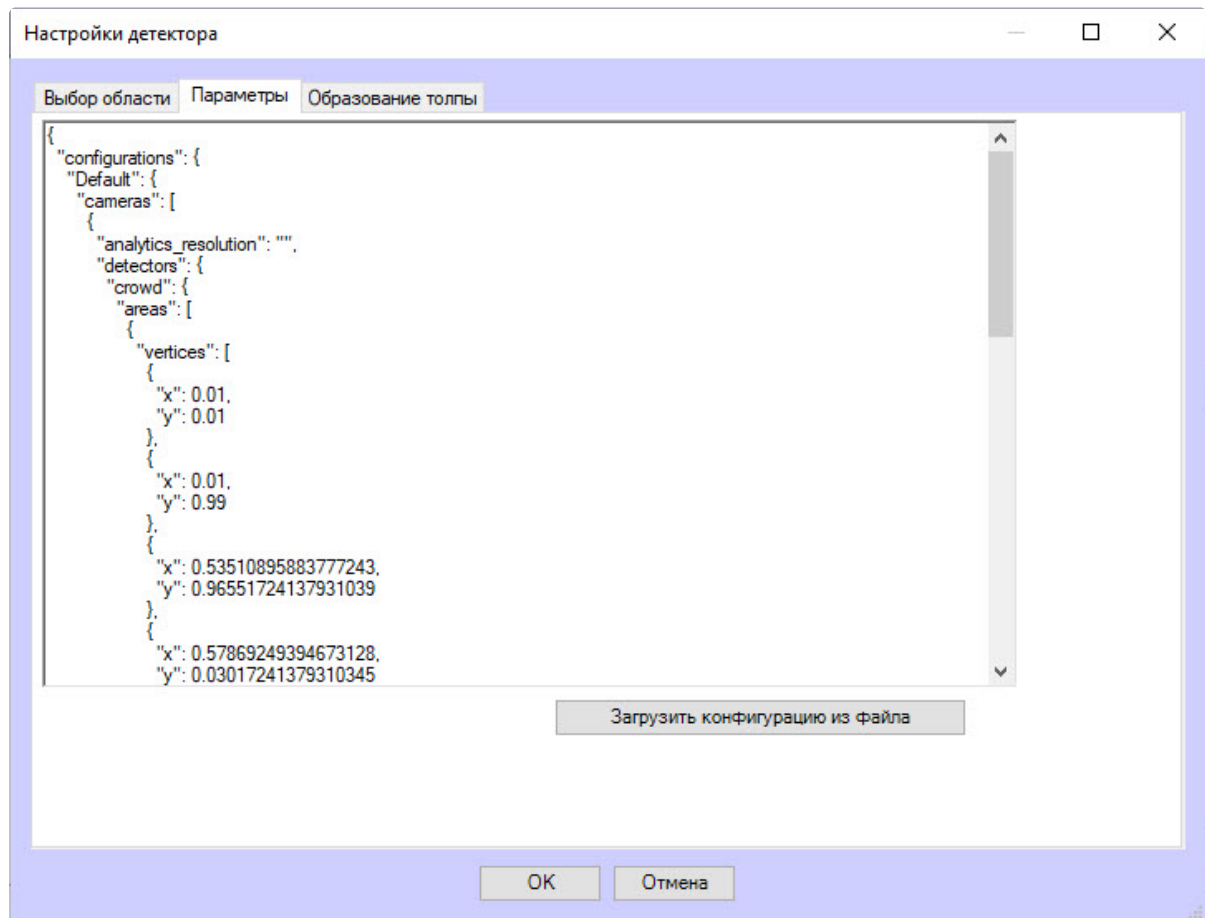 Настройки детектора
Выбор области Параметры Образование толпы
{
"configurations": {
"Default": {
"cameras": [
{
"analytics_resolution": "",
"detectors": {
"crowd": {
"areas": [
{
"vertices": [
{
"x": 0.01,
"y": 0.01
},
{
"x": 0.01,
"y": 0.99
},
{
"x": 0.53510895883777243,
"y": 0.96551724137931039
},
{
"x": 0.57869249394673128,
"y": 0.03017241379310345
Загрузить конфигурацию из файла
OK Отмена